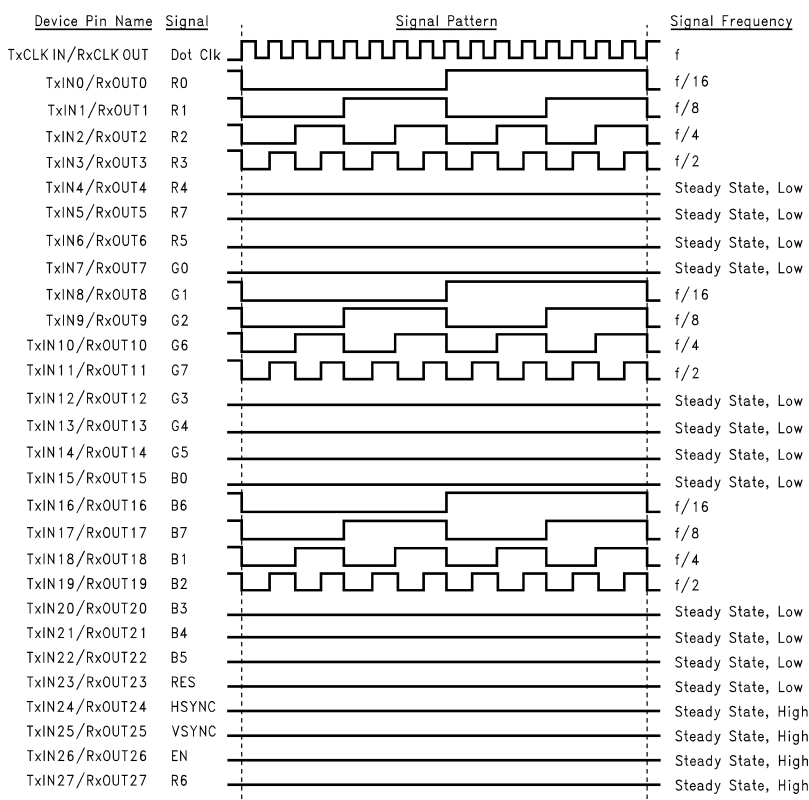 Device Pin Name Signal Signal Pattern Signal Frequency
TxCLK IN/RxCLK OUT Dot Clk f
TxIN0/RxOUT0 R0 f/16
TxIN1/RxOUT1 R1 f/8
TxIN2/RxOUT2 R2 f/4
TxIN3/RxOUT3 R3 f/2
TxIN4/RxOUT4 R4 Steady State, Low
TxIN5/RxOUT5 R7 Steady State, Low
TxIN6/RxOUT6 R5 Steady State, Low
TxIN7/RxOUT7 G0 Steady State, Low
TxIN8/RxOUT8 G1 f/16
TxIN9/RxOUT9 G2 f/8
TxIN10/RxOUT10 G6 f/4
TxIN11/RxOUT11 G7 f/2
TxIN12/RxOUT12 G3 Steady State, Low
TxIN13/RxOUT13 G4 Steady State, Low
TxIN14/RxOUT14 G5 Steady State, Low
TxIN15/RxOUT15 B0 Steady State, Low
TxIN16/RxOUT16 B6 f/16
TxIN17/RxOUT17 B7 f/8
TxIN18/RxOUT18 B1 f/4
TxIN19/RxOUT19 B2 f/2
TxIN20/RxOUT20 B3 Steady State, Low
TxIN21/RxOUT21 B4 Steady State, Low
TxIN22/RxOUT22 B5 Steady State, Low
TxIN23/RxOUT23 RES Steady State, Low
TxIN24/RxOUT24 HSYNC Steady State, High
TxIN25/RxOUT25 VSYNC Steady State, High
TxIN26/RxOUT26 EN Steady State, High
TxIN27/RxOUT27 R6 Steady State, High